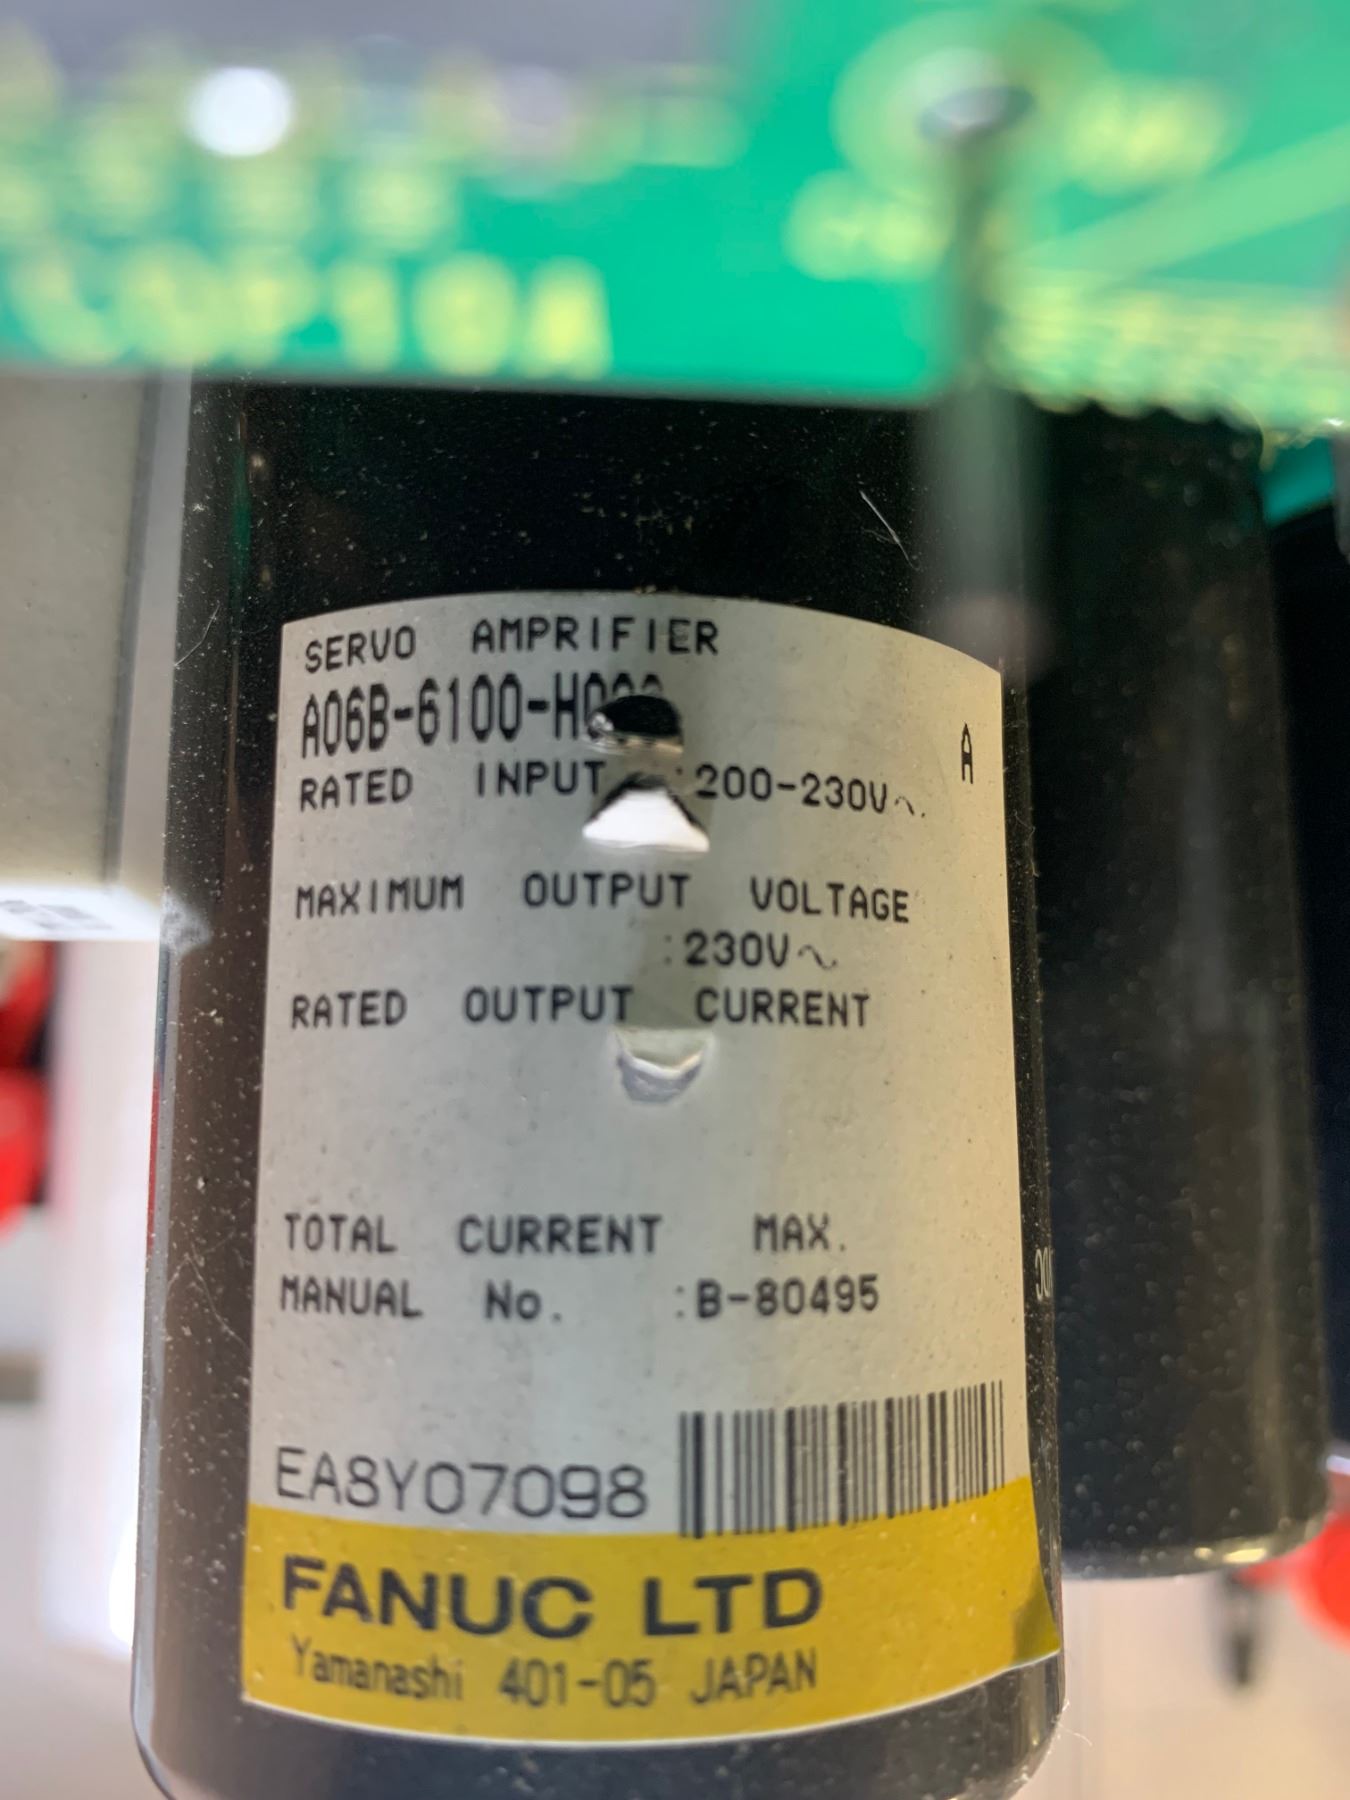 SERVO AMPRIFIER
A06B-6100-H0
RATED INPUT :200-230V~.
A
MAXIMUM OUTPUT VOLTAGE
:230V~
RATED OUTPUT CURRENT
TOTAL CURRENT MAX.
MANUAL No. :B-80495
EA8Y07098
FANUC LTD
Yamanashi 401-05 JAPAN